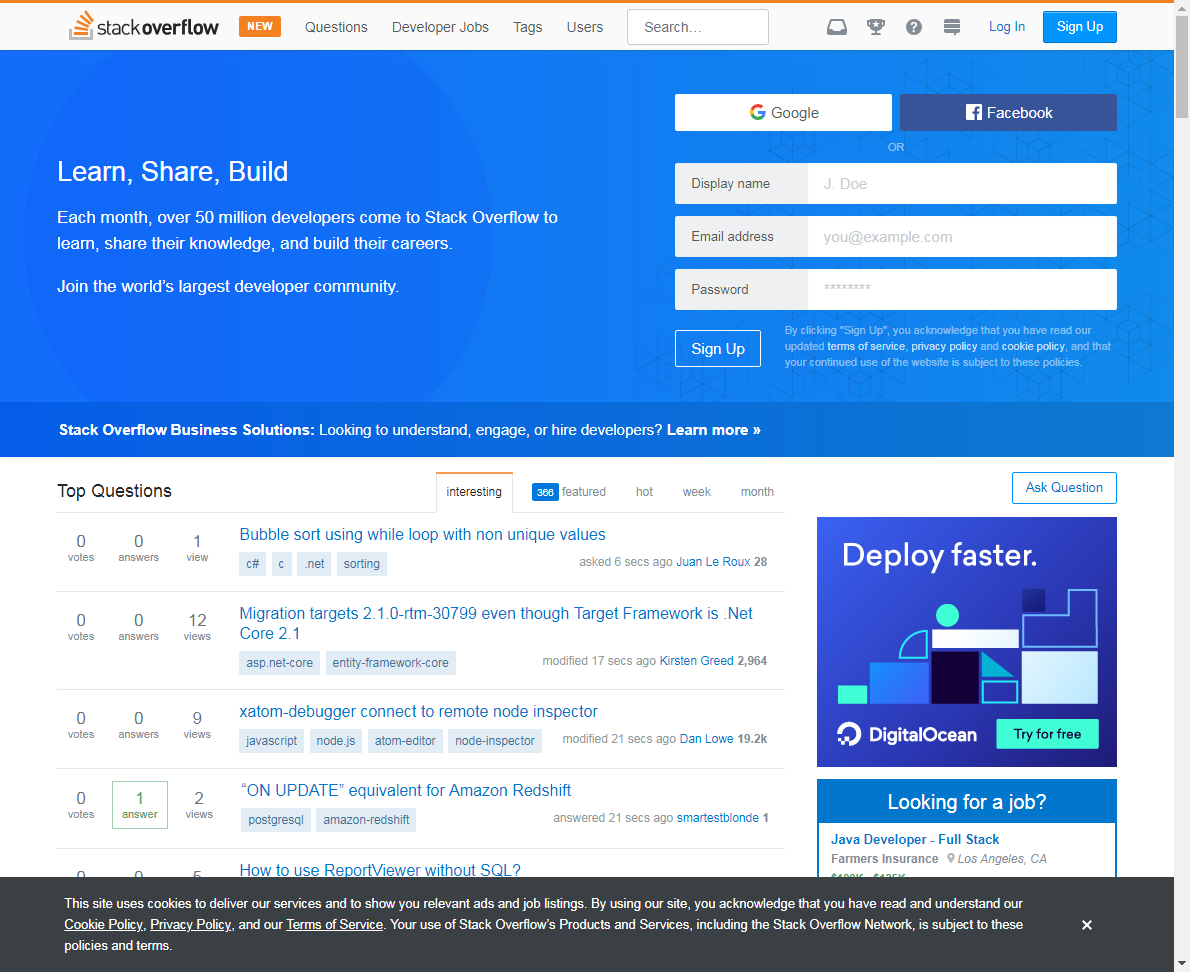 stackoverflow NEW Questions Developer Jobs Tags Users Search… Log In Sign Up
Google Facebook
OR
Display name J. Doe
Email address you@example.com
Password ********
Sign Up
By clicking "Sign Up", you acknowledge that you have read our
updated terms of service, privacy policy and cookie policy, and that
your continued use of the website is subject to these policies.
Learn, Share, Build
Each month, over 50 million developers come to Stack Overflow to
learn, share their knowledge, and build their careers.
Join the world’s largest developer community.
Stack Overflow Business Solutions: Looking to understand, engage, or hire developers? Learn more »
Top Questions interesting 366 featured hot week month
Ask Question
0 votes 0 answers 1 view
Bubble sort using while loop with non unique values
c# c .net sorting
asked 6 secs ago Juan Le Roux 28
0 votes 0 answers 12 views
Migration targets 2.1.0-rtm-30799 even though Target Framework is .Net
Core 2.1
asp.net-core entity-framework-core
modified 17 secs ago Kirsten Greed 2,964
0 votes 0 answers 9 views
xatom-debugger connect to remote node inspector
javascript node.js atom-editor node-inspector
modified 21 secs ago Dan Lowe 19.2k
0 votes 1 answer 2 views
“ON UPDATE” equivalent for Amazon Redshift
postgresql amazon-redshift
answered 21 secs ago smartestblonde 1
How to use ReportViewer without SQL?
Deploy faster.
DigitalOcean Try for free
Looking for a job?
Java Developer - Full Stack
Farmers Insurance Los Angeles, CA
This site uses cookies to deliver our services and to show you relevant ads and job listings. By using our site, you acknowledge that you have read and understand our
Cookie Policy, Privacy Policy, and our Terms of Service. Your use of Stack Overflow’s Products and Services, including the Stack Overflow Network, is subject to these
policies and terms.